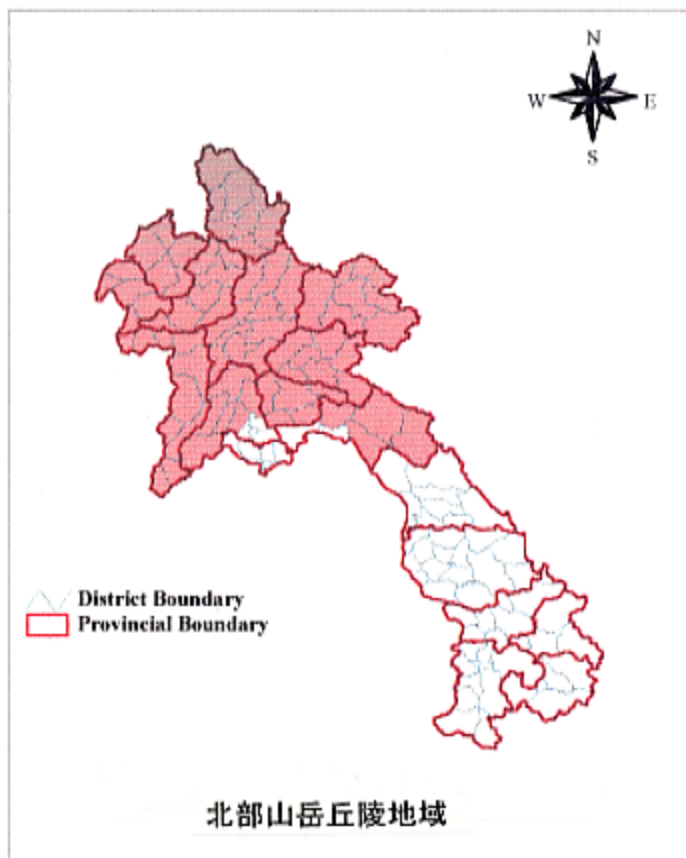 N
W E
S
District Boundary
Provincial Boundary
北部山岳丘陵地域